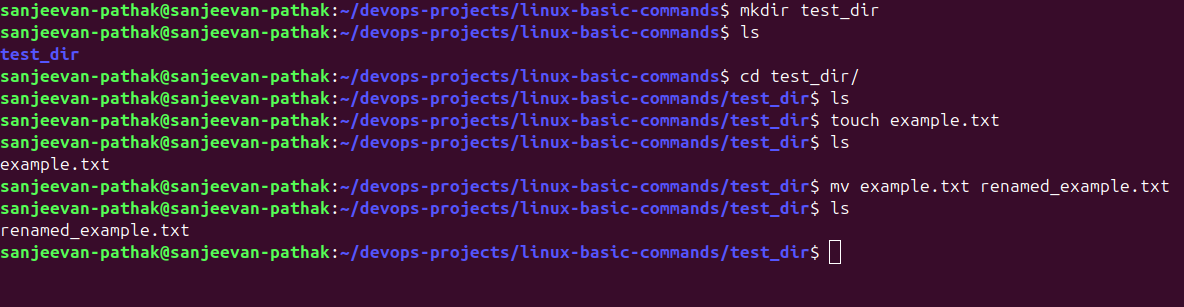 sanjeevan-pathak@sanjeevan-pathak:~/devops-projects/linux-basic-commands$ mkdir test_dir
sanjeevan-pathak@sanjeevan-pathak:~/devops-projects/linux-basic-commands$ ls
test_dir
sanjeevan-pathak@sanjeevan-pathak:~/devops-projects/linux-basic-commands$ cd test_dir/
sanjeevan-pathak@sanjeevan-pathak:~/devops-projects/linux-basic-commands/test_dir$ ls
sanjeevan-pathak@sanjeevan-pathak:~/devops-projects/linux-basic-commands/test_dir$ touch example.txt
sanjeevan-pathak@sanjeevan-pathak:~/devops-projects/linux-basic-commands/test_dir$ ls
example.txt
sanjeevan-pathak@sanjeevan-pathak:~/devops-projects/linux-basic-commands/test_dir$ mv example.txt renamed_example.txt
sanjeevan-pathak@sanjeevan-pathak:~/devops-projects/linux-basic-commands/test_dir$ ls
renamed_example.txt
sanjeevan-pathak@sanjeevan-pathak:~/devops-projects/linux-basic-commands/test_dir$